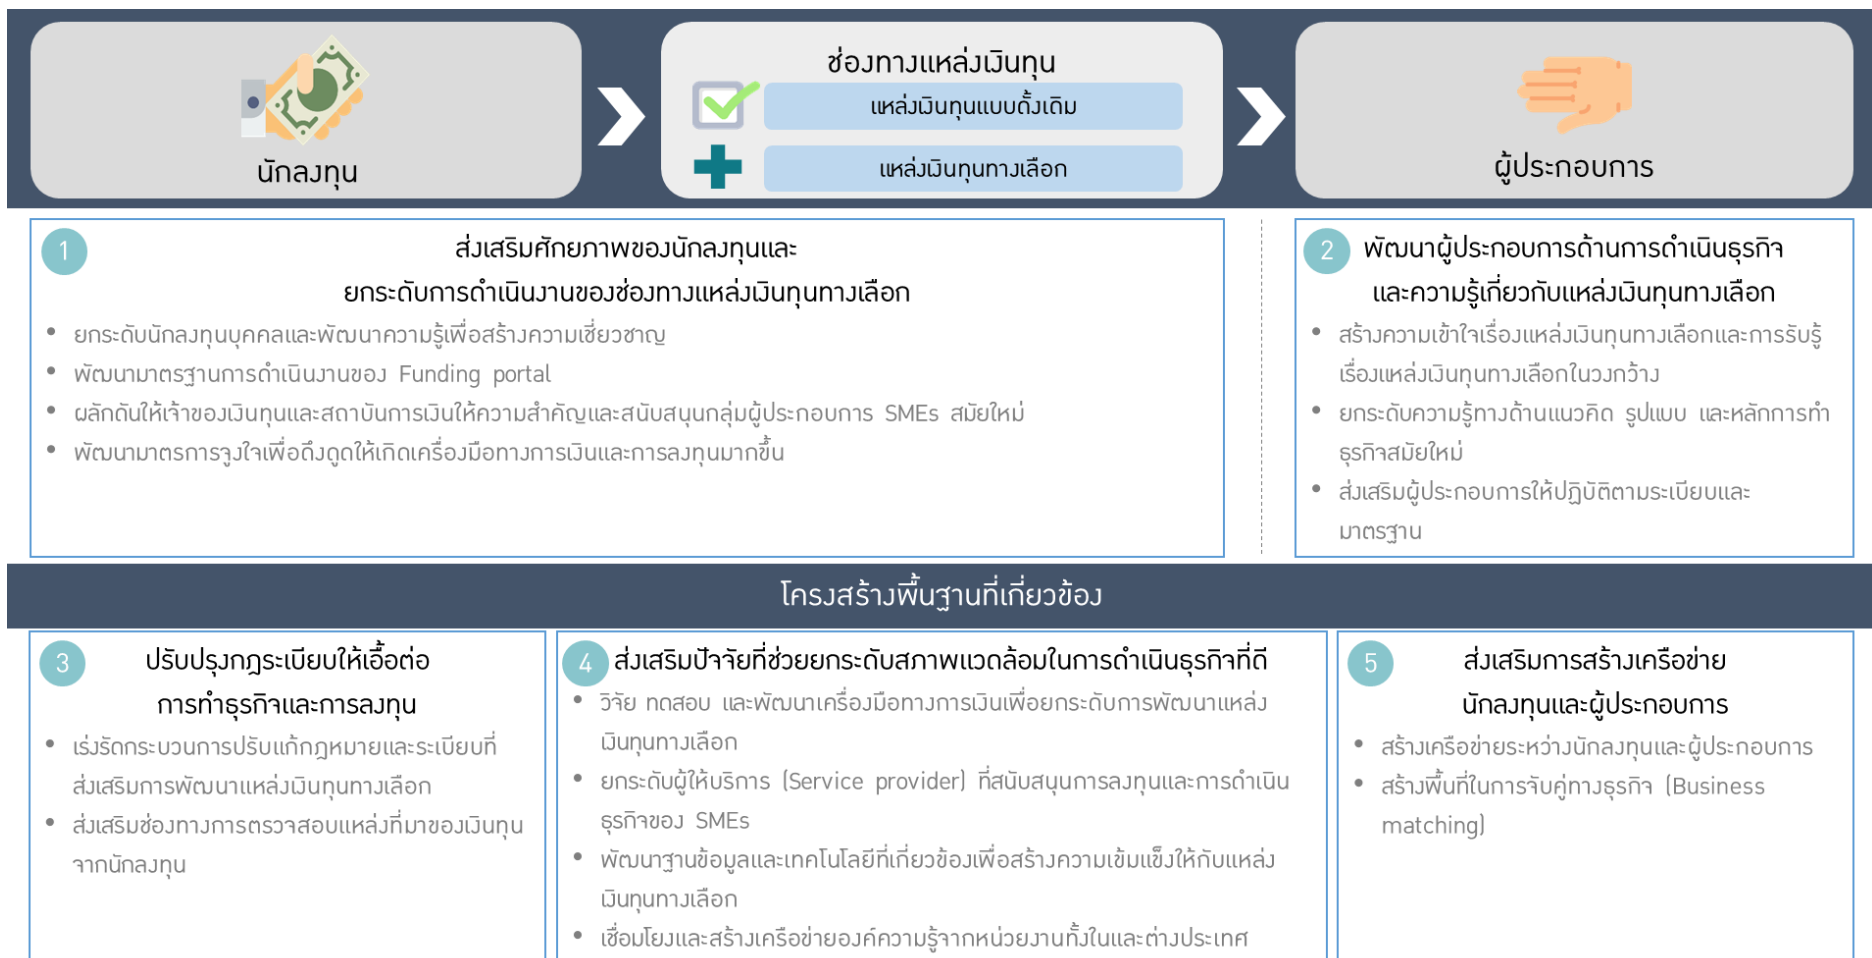 นักลงทุน
ช่องทางแหล่งเงินทุน
แหล่งเงินทุนแบบดั้งเดิม
แหล่งเงินทุนทางเลือก
ผู้ประกอบการ
1
ส่งเสริมศักยภาพของนักลงทุนและ
ยกระดับการดำเนินงานของช่องทางแหล่งเงินทุนทางเลือก
• ยกระดับนักลงทุนบุคคลและพัฒนาความรู้เพื่อสร้างความเชี่ยวชาญ
• พัฒนามาตรฐานการดำเนินงานของ Funding portal
• ผลักดันให้เจ้าของเงินทุนและสถาบันการเงินให้ความสำคัญและสนับสนุนกลุ่มผู้ประกอบการ SMEs สมัยใหม่
• พัฒนามาตรการจูงใจเพื่อดึงดูดให้เกิดเครื่องมือทางการเงินและการลงทุนมากขึ้น
2
พัฒนาผู้ประกอบการด้านการดำเนินธุรกิจ
และความรู้เกี่ยวกับแหล่งเงินทุนทางเลือก
• สร้างความเข้าใจเรื่องแหล่งเงินทุนทางเลือกและการรับรู้
เรื่องแหล่งเงินทุนทางเลือกในวงกว้าง
• ยกระดับความรู้ทางด้านแนวคิด รูปแบบ และหลักการทำ
ธุรกิจสมัยใหม่
• ส่งเสริมผู้ประกอบการให้ปฏิบัติตามระเบียบและ
มาตรฐาน
โครงสร้างพื้นฐานที่เกี่ยวข้อง
3
ปรับปรุงกฎระเบียบให้เอื้อต่อ
การทำธุรกิจและการลงทุน
• เร่งรัดกระบวนการปรับแก้กฎหมายและระเบียบที่
ส่งเสริมการพัฒนาแหล่งเงินทุนทางเลือก
• ส่งเสริมช่องทางการตรวจสอบแหล่งที่มาของเงินทุน
จากนักลงทุน
4
ส่งเสริมปัจจัยที่ช่วยยกระดับสภาพแวดล้อมในการดำเนินธุรกิจที่ดี
• วิจัย ทดสอบ และพัฒนาเครื่องมือทางการเงินเพื่อยกระดับการพัฒนาแหล่ง
เงินทุนทางเลือก
• ยกระดับผู้ให้บริการ (Service provider) ที่สนับสนุนการลงทุนและการดำเนิน
ธุรกิจของ SMEs
• พัฒนาฐานข้อมูลและเทคโนโลยีที่เกี่ยวข้องเพื่อสร้างความเข้มแข็งให้กับแหล่ง
เงินทุนทางเลือก
• เชื่อมโยงและสร้างเครือข่ายองค์ความรู้จากหน่วยงานทั้งในและต่างประเทศ
5
ส่งเสริมการสร้างเครือข่าย
นักลงทุนและผู้ประกอบการ
• สร้างเครือข่ายระหว่างนักลงทุนและผู้ประกอบการ
• สร้างพื้นที่ในการจับคู่ทางธุรกิจ (Business
matching)